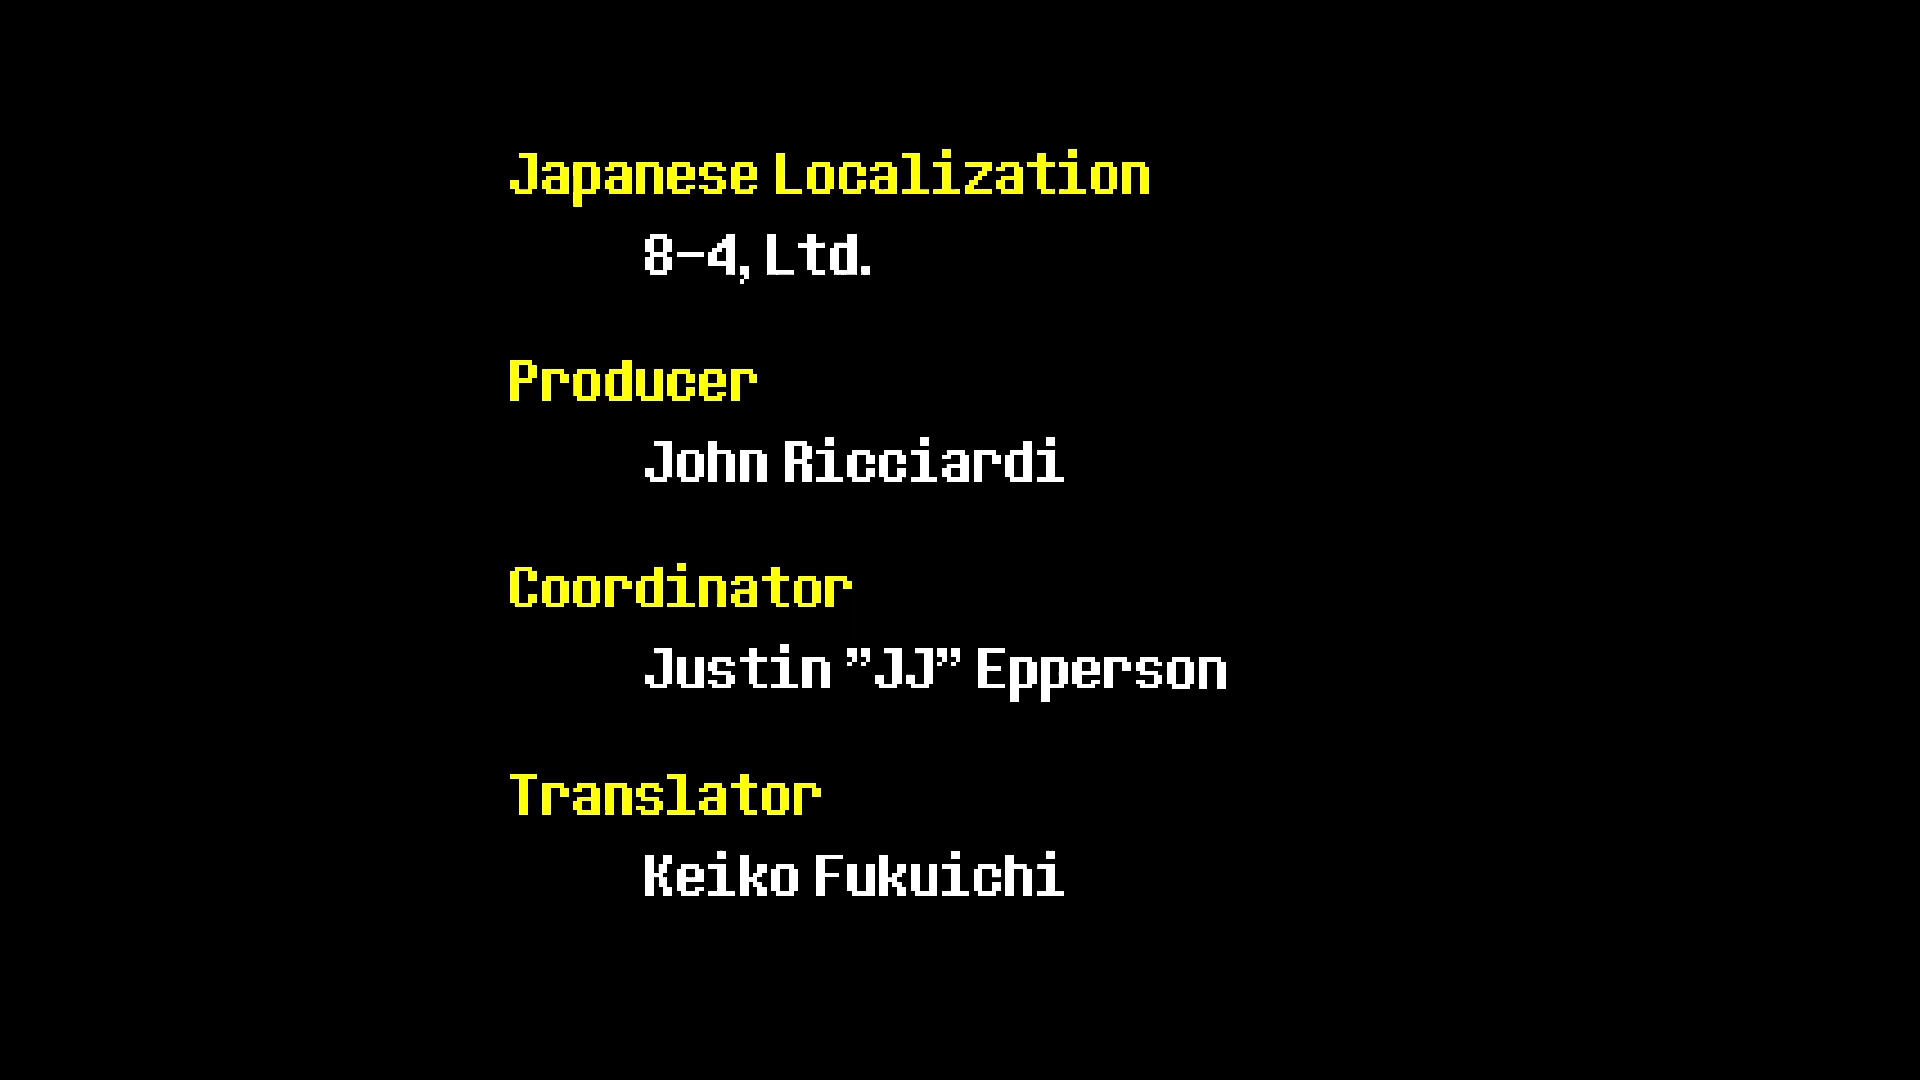 Japanese Localization
8-4, Ltd.
Producer
John Ricciardi
Coordinator
Justin "JJ" Epperson
Translator
Keiko Fukuichi